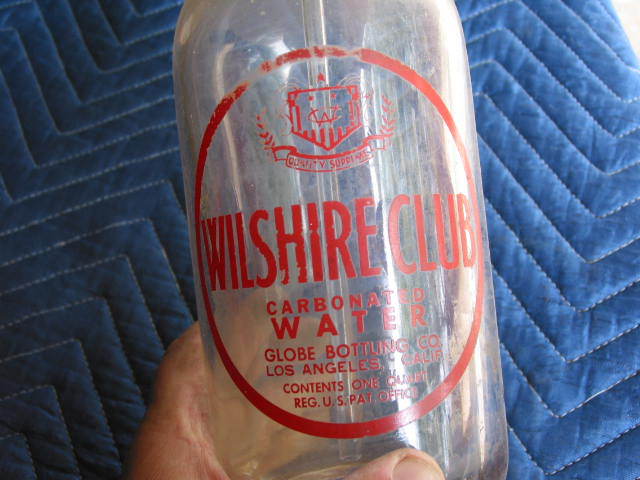 QUALITY SUPREME
WILSHIRE CLUB
CARBONATED
WATER
GLOBE BOTTLING CO.
LOS ANGELES, CALIF.
CONTENTS ONE QUART
REG. U.S. PAT. OFFICE